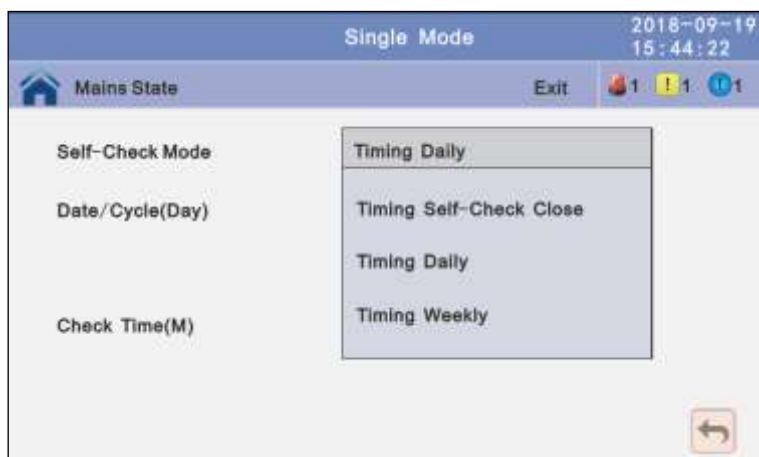 Single Mode
2018-09-19
15:44:22
Mains State
Exit
1
! 1
1
Self-Check Mode
Timing Daily
Date/Cycle(Day)
Timing Self-Check Close
Timing Daily
Check Time(M)
Timing Weekly